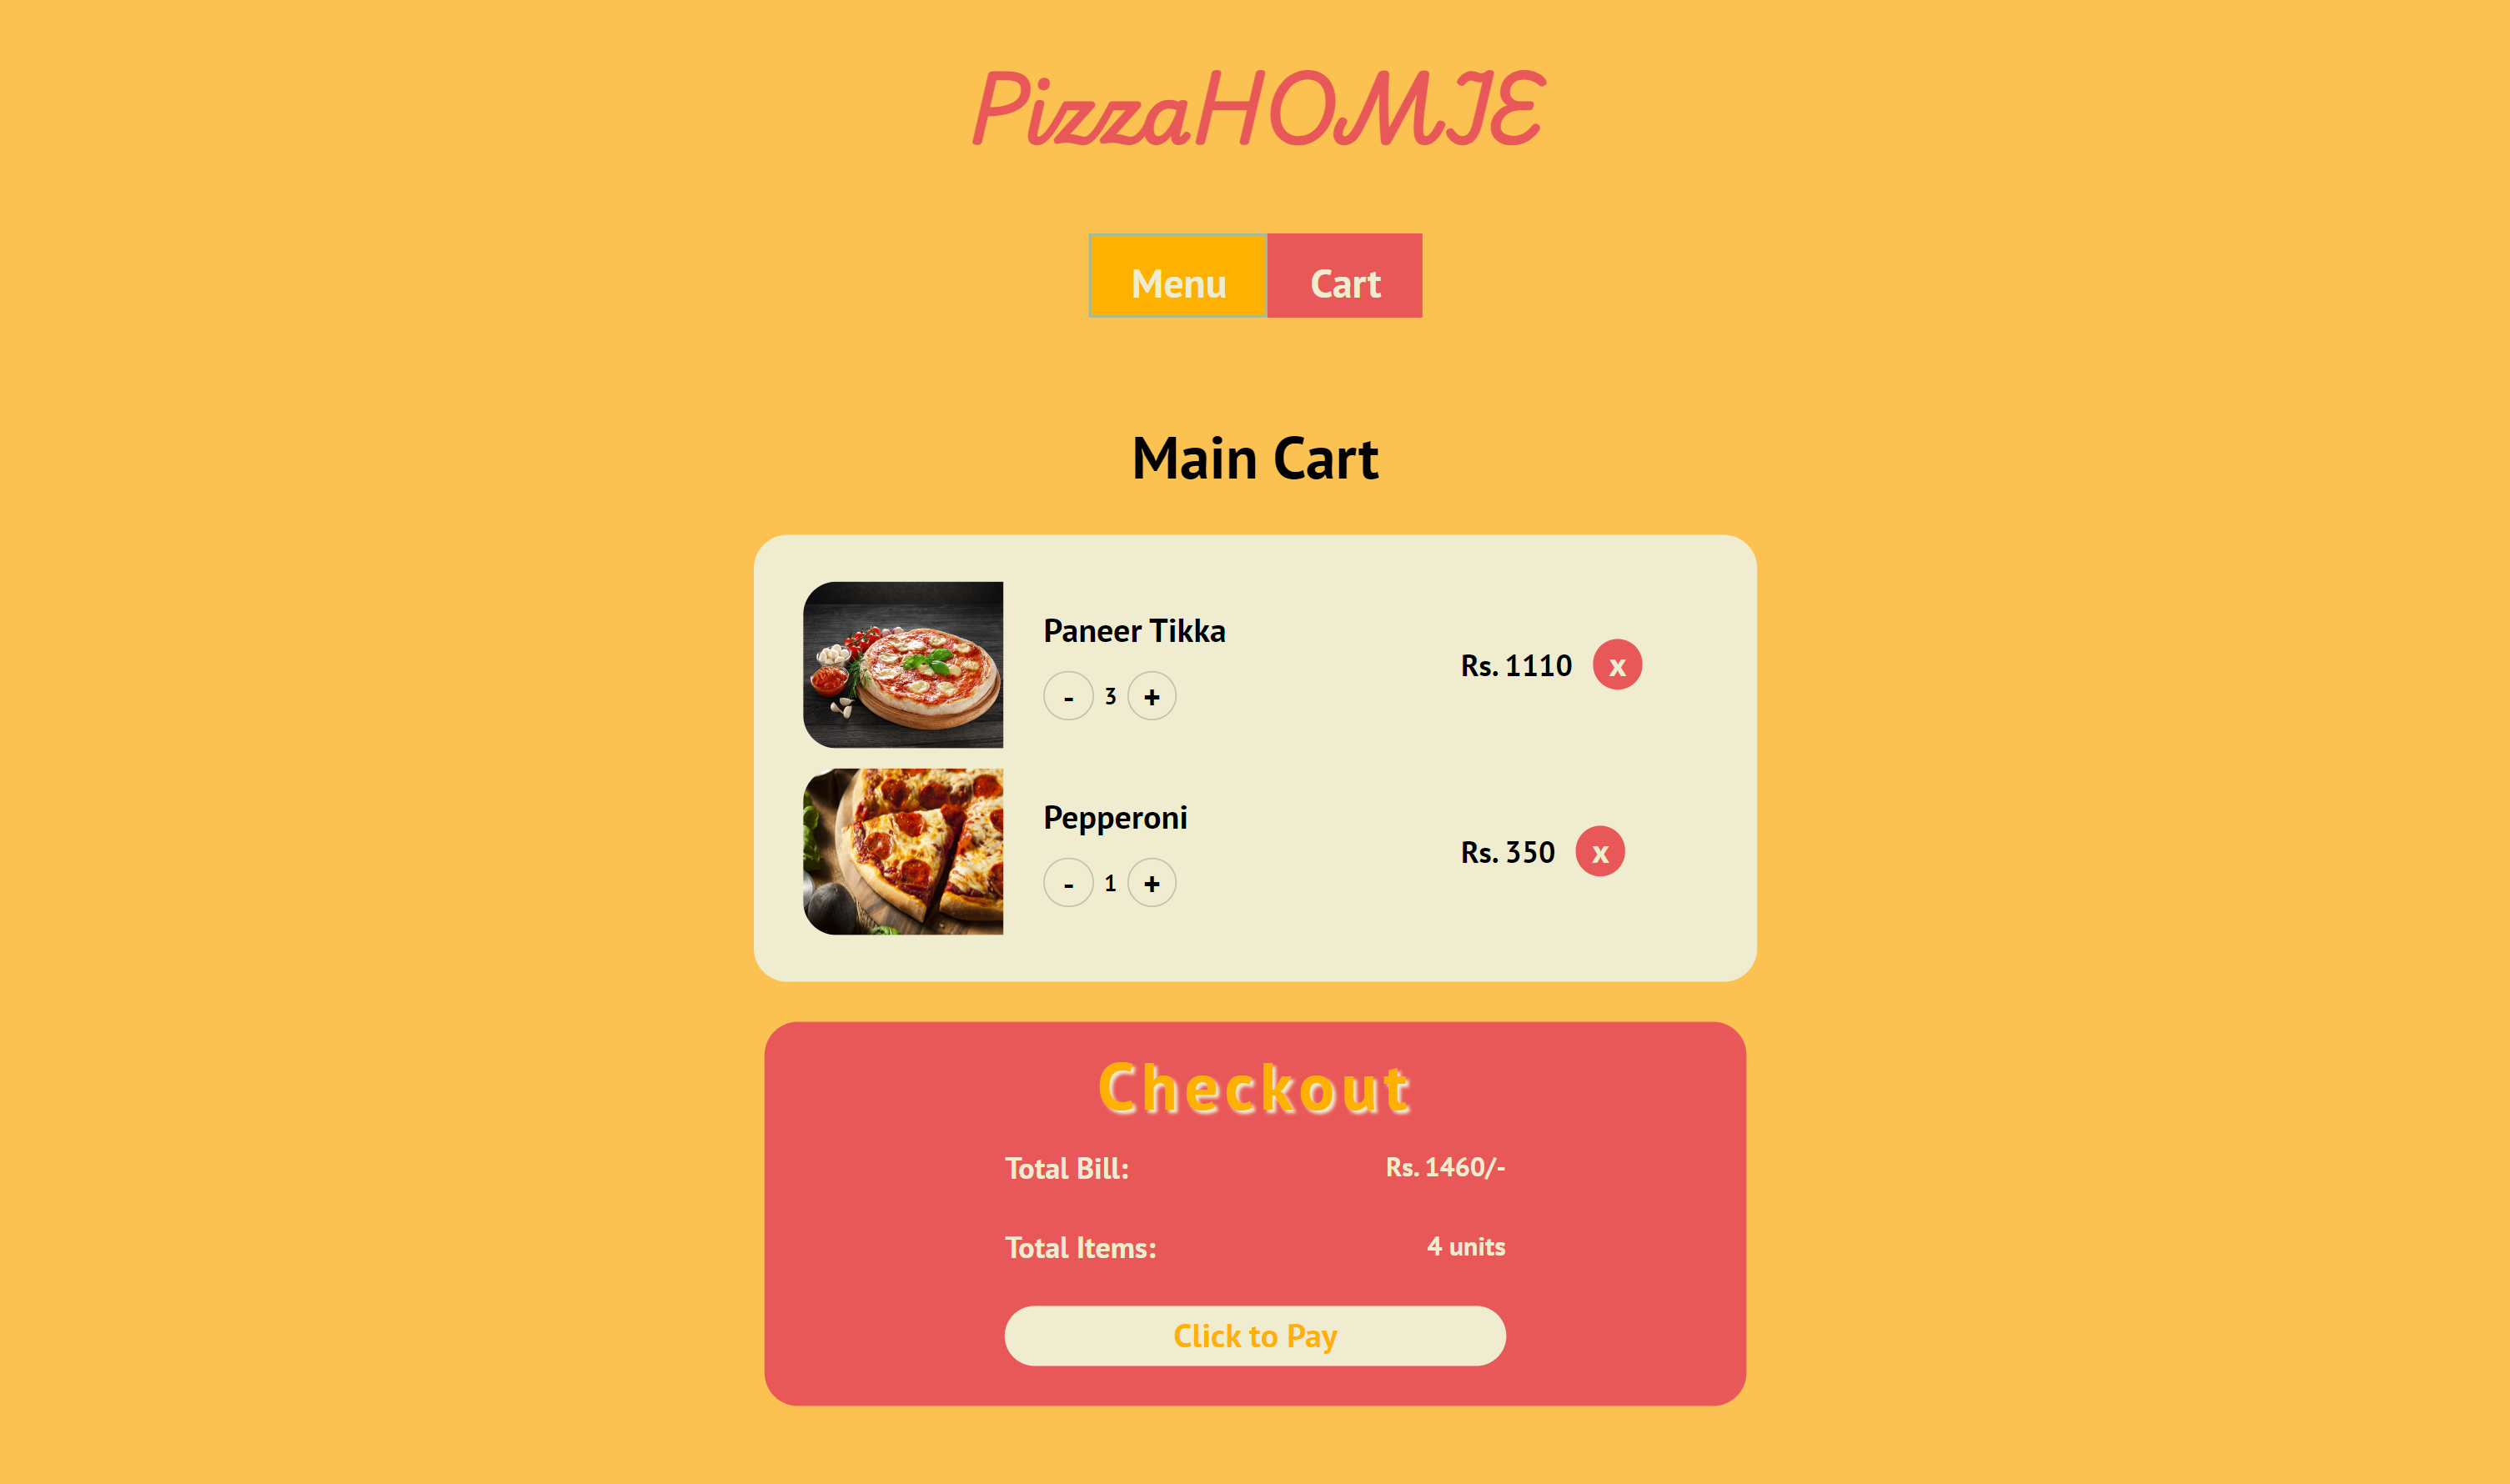 PizzaHOMIE
Menu Cart
Main Cart
Paneer Tikka
- 3 +
Rs. 1110 x
Pepperoni
- 1 +
Rs. 350 x
Checkout
Total Bill: Rs. 1460/-
Total Items: 4 units
Click to Pay